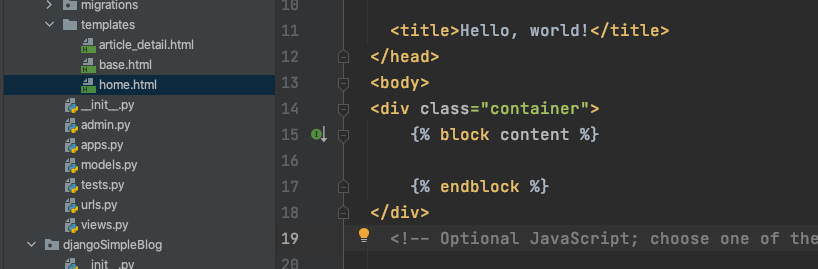 migrations
templates
article_detail.html
base.html
home.html
__init__.py
admin.py
apps.py
models.py
tests.py
urls.py
views.py
djangoSimpleBlog
__init__.py
10
11 <title>Hello, world!</title>
12 </head>
13 <body>
14 <div class="container">
15 {% block content %}
16
17 {% endblock %}
18 </div>
19 <!-- Optional JavaScript; choose one of the
20